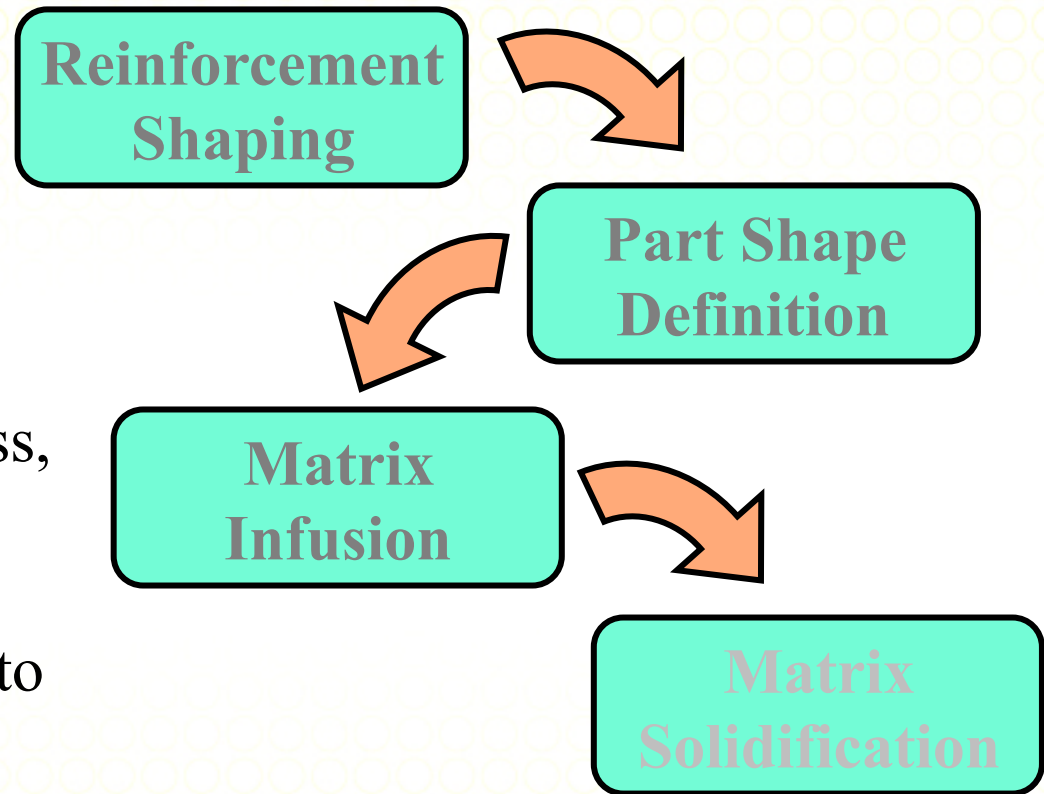 Reinforcement
Shaping
Part Shape
Definition
ss,
Matrix
Infusion
to
Matrix
Solidification